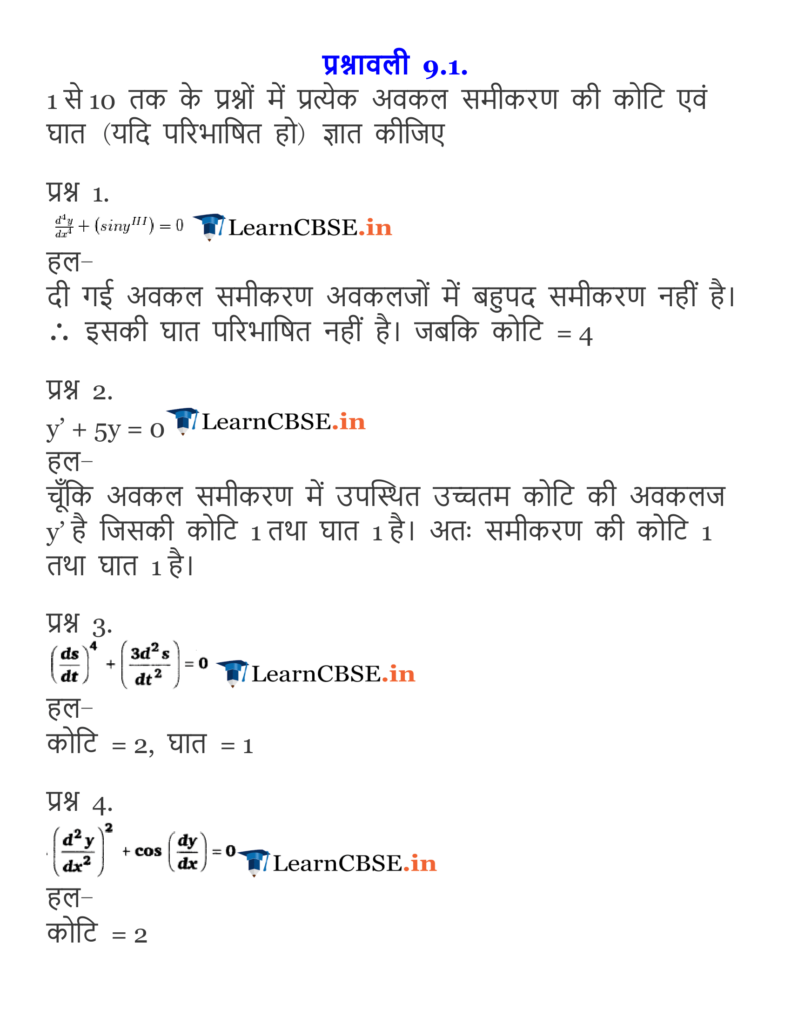 प्रश्नावली 9.1.
1 से 10 तक के प्रश्नों में प्रत्येक अवकल समीकरण की कोटि एवं
घात (यदि परिभाषित हो) ज्ञात कीजिए
प्रश्न 1.
\frac{d^4y}{dx^4} + (siny^{III}) = 0 LearnCBSE.in
हल–
दी गई अवकल समीकरण अवकलजों में बहुपद समीकरण नहीं है।
∴ इसकी घात परिभाषित नहीं है। जबकि कोटि = 4
प्रश्न 2.
y’ + 5y = 0 LearnCBSE.in
हल–
चूँकि अवकल समीकरण में उपस्थित उच्चतम कोटि की अवकलज
y’ है जिसकी कोटि 1 तथा घात 1 है। अतः समीकरण की कोटि 1
तथा घात 1 है।
प्रश्न 3.
\left(\frac{ds}{dt}\right)^4 + \left(\frac{3d^2s}{dt^2}\right) = 0 LearnCBSE.in
हल–
कोटि = 2, घात = 1
प्रश्न 4.
\left(\frac{d^2y}{dx^2}\right)^2 + cos \left(\frac{dy}{dx}\right) = 0 LearnCBSE.in
हल–
कोटि = 2